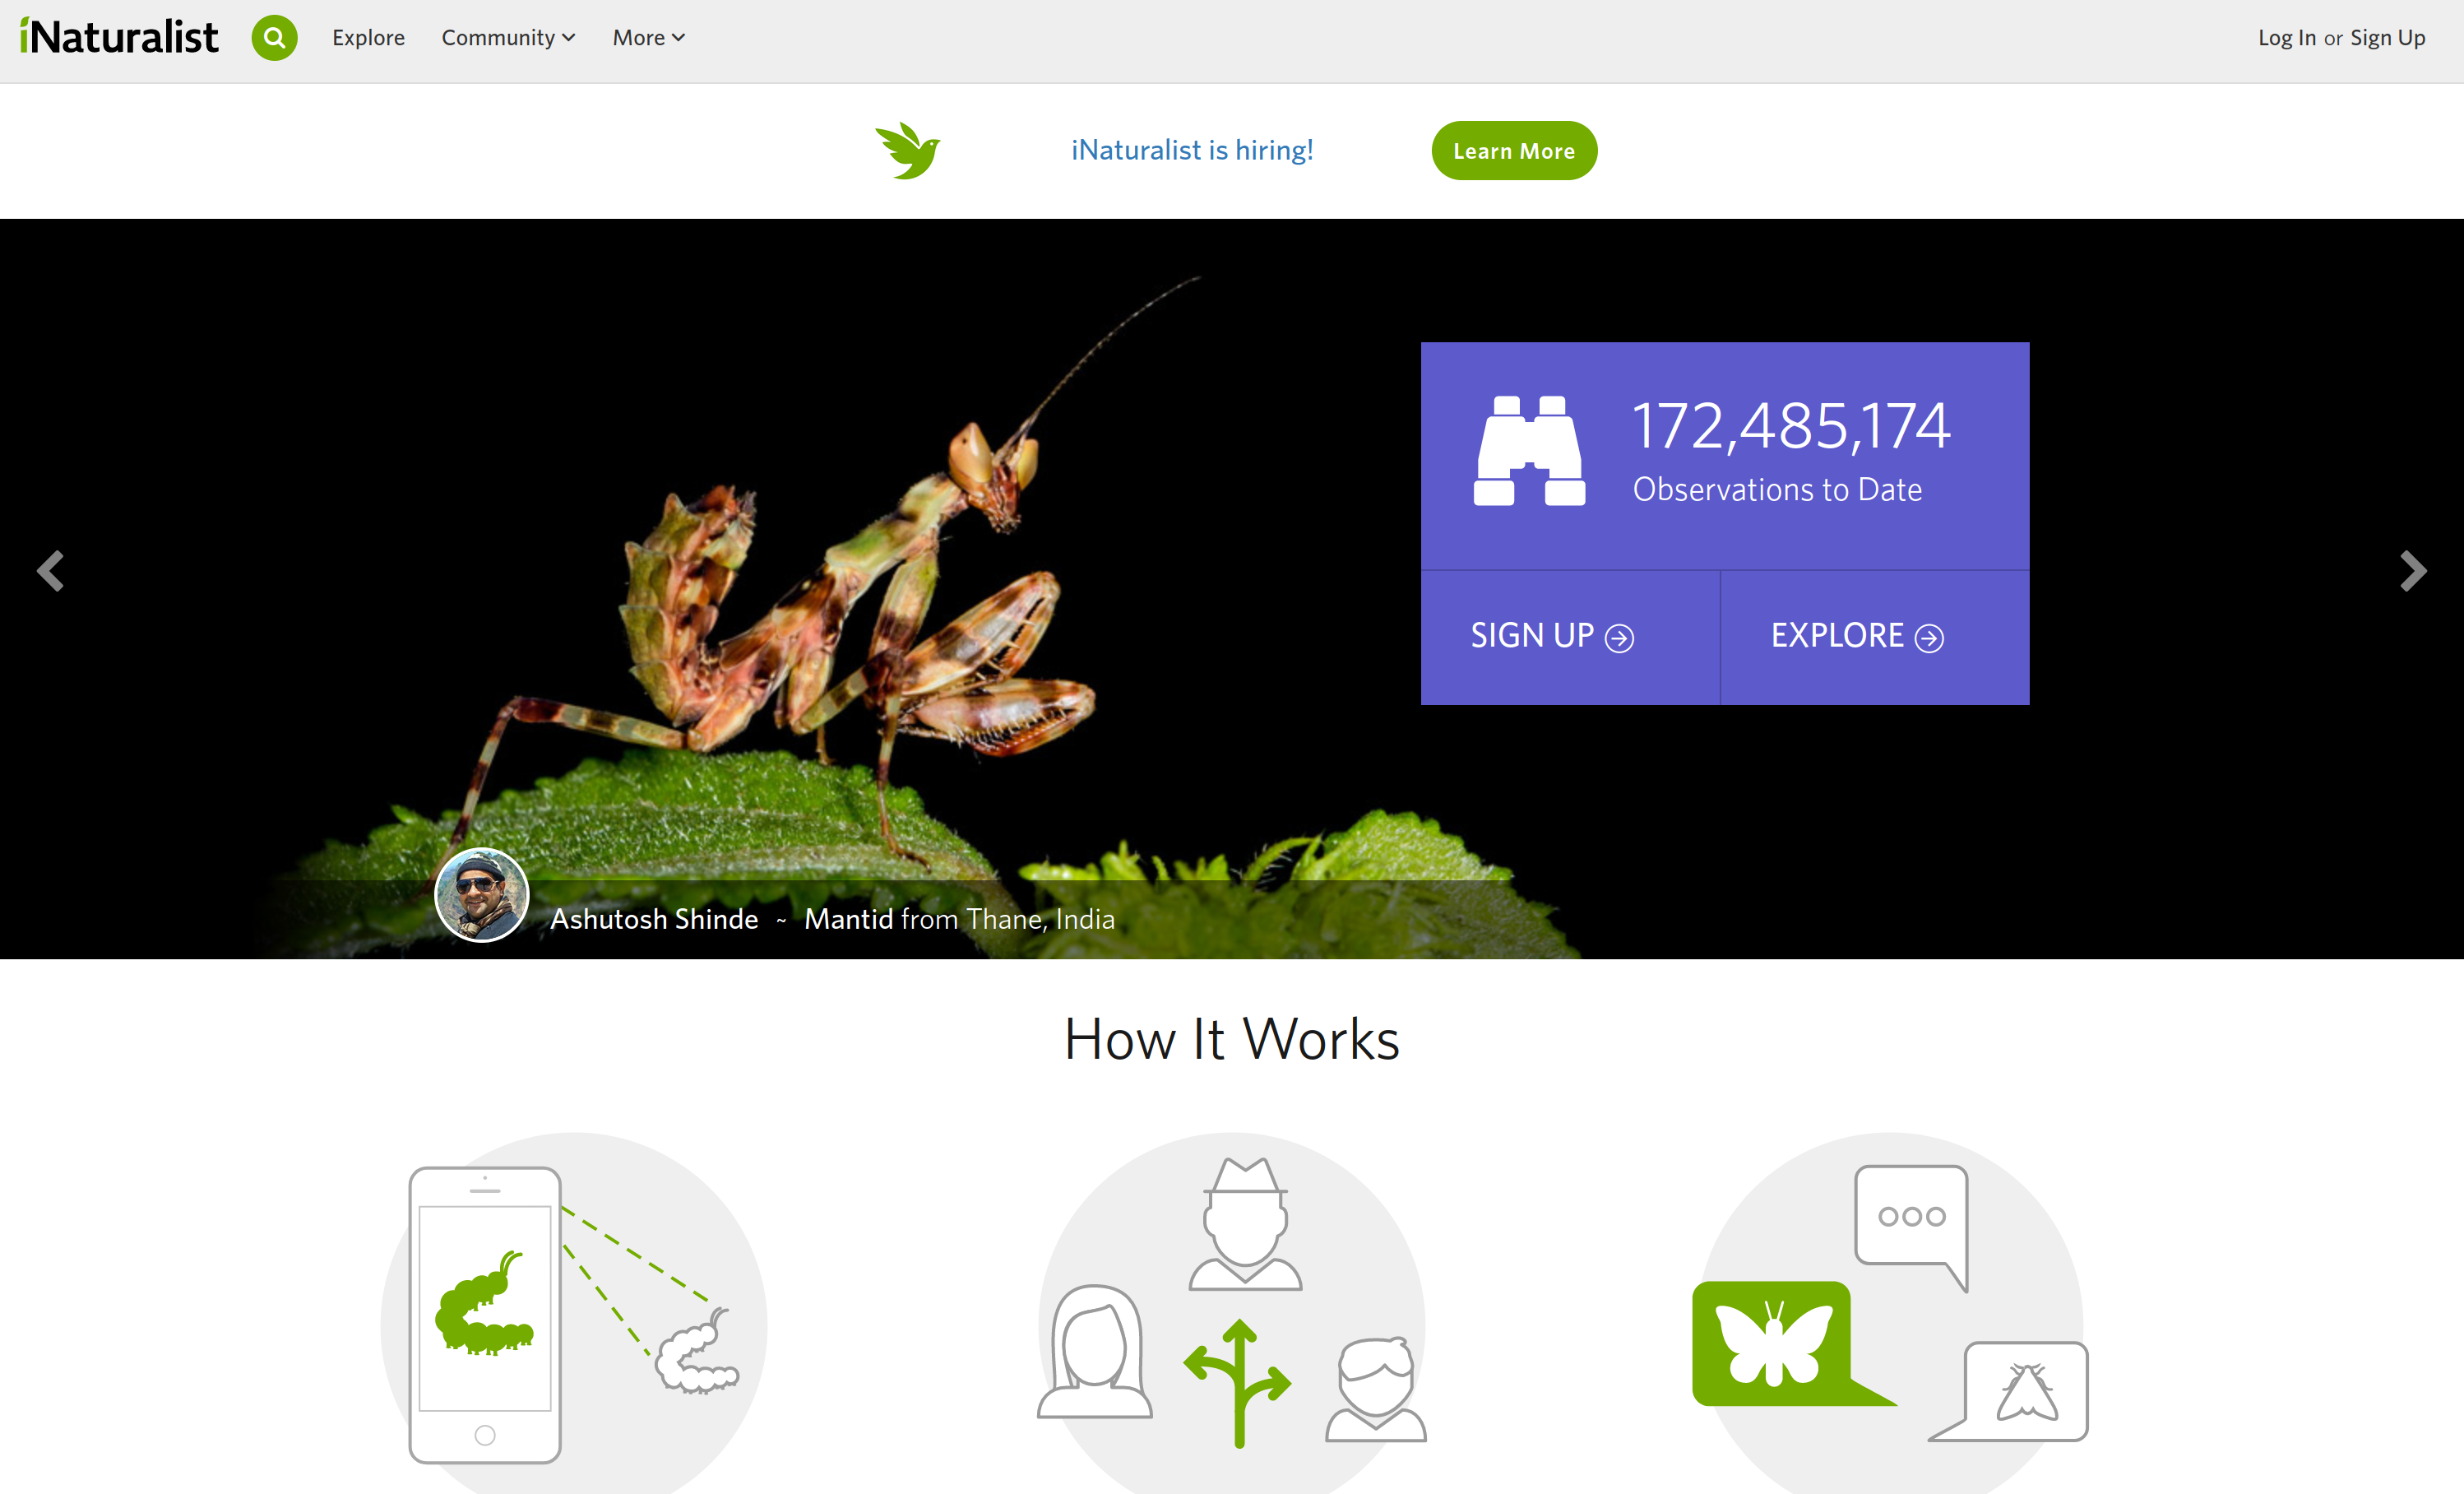 iNaturalist
Explore
Community
More
Log In or Sign Up
iNaturalist is hiring!
Learn More
172,485,174
Observations to Date
SIGN UP
EXPLORE
Ashutosh Shinde ~ Mantid from Thane, India
How It Works